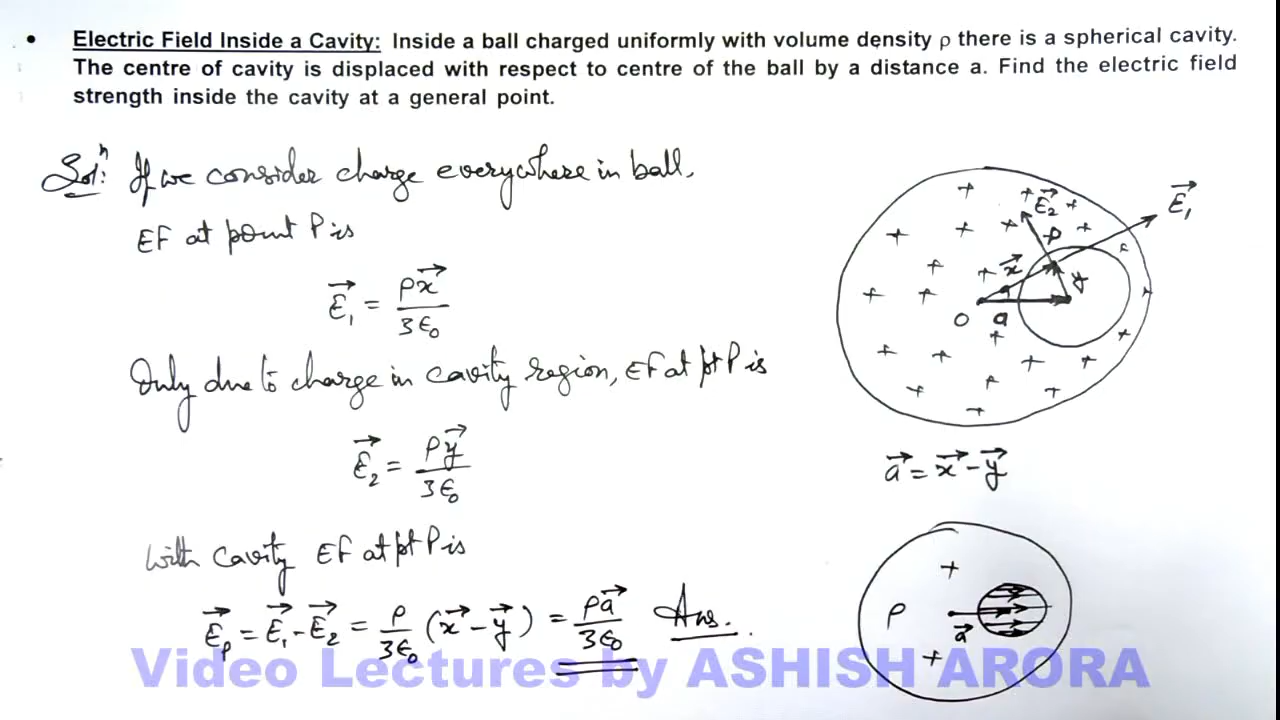 • Electric Field Inside a Cavity: Inside a ball charged uniformly with volume density ρ there is a spherical cavity.
The centre of cavity is displaced with respect to centre of the ball by a distance a. Find the electric field
strength inside the cavity at a general point.
Solⁿ: If we consider charge everywhere in ball,
EF at point P is
E⃗₁ = ρx⃗/3ε₀
Only due to charge in cavity region, EF at pt P is
E⃗₂ = ρy⃗/3ε₀
With cavity EF at pt P is
E⃗ₚ = E⃗₁ - E⃗₂ = ρ/3ε₀ (x⃗ - y⃗) = ρa⃗/3ε₀ Ans.
E⃗₂
E⃗₁
P
x⃗
y⃗
O a
a⃗ = x⃗ - y⃗
ρ
a⃗
Video Lectures by ASHISH ARORA